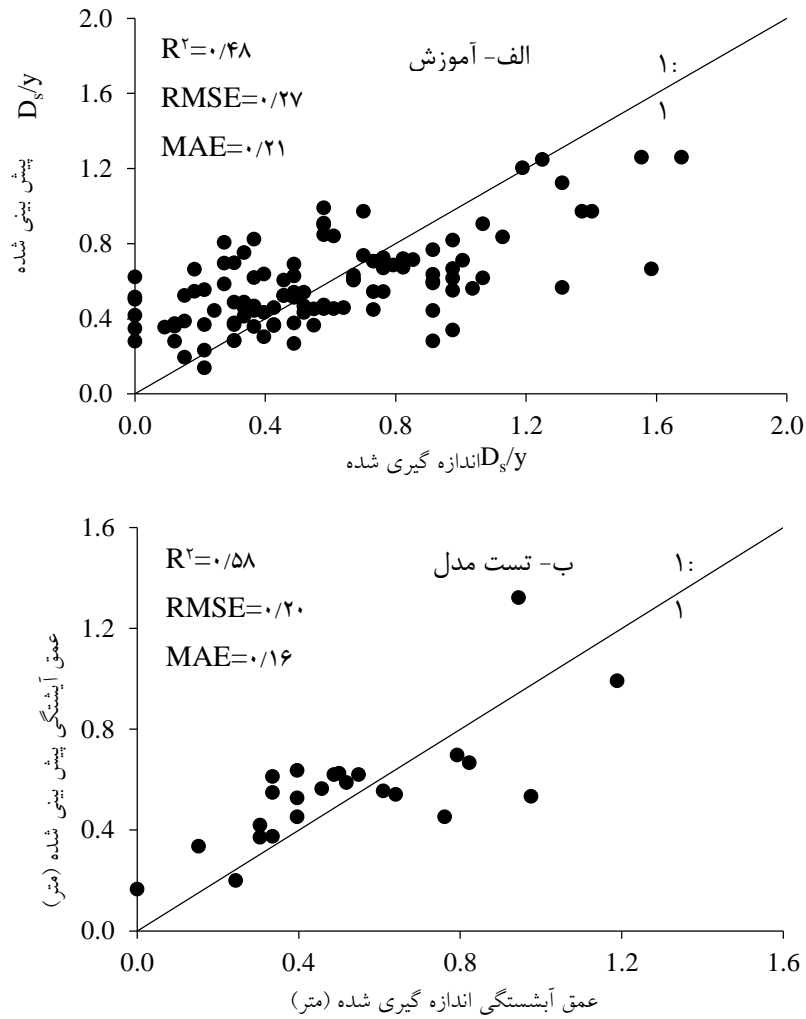 2.0
R²=۰/۴۸
الف- آموزش
۱:
۱
RMSE=۰/۲۷
MAE=۰/۲۱
1.6
1.2
0.8
0.4
0.0
پیش بینی شده Ds/y
0.0 0.4 0.8 1.2 1.6 2.0
اندازه گیری شده Ds/y
1.6
R²=۰/۵۸
ب- تست مدل
۱:
۱
RMSE=۰/۲۰
MAE=۰/۱۶
1.2
0.8
0.4
0.0
عمق آبشتگی پیش بینی شده (متر)
0.0 0.4 0.8 1.2 1.6
عمق آبشستگی اندازه گیری شده (متر)